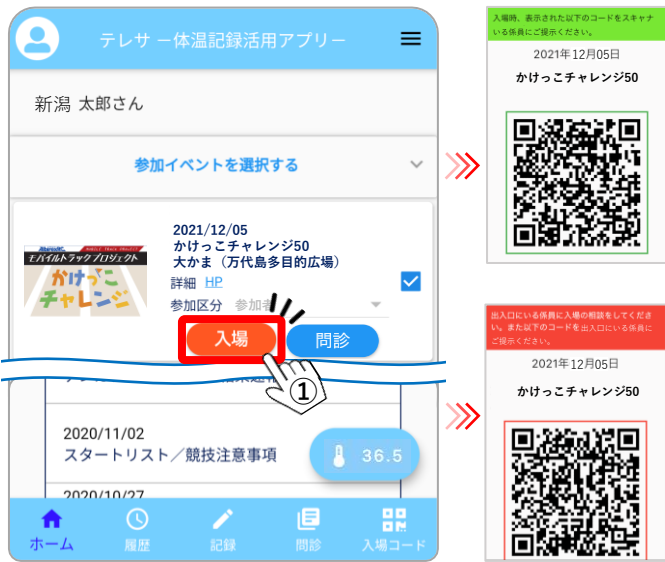 テレサ ー体温記録活用アプリー
新潟 太郎さん
参加イベントを選択する
モバイルトラックプロジェクト
かけっこ
チャレンジ
2021/12/05
かけっこチャレンジ50
大かま（万代島多目的広場）
詳細 HP
参加区分 参加者
入場
問診
①
2020/11/02
スタートリスト／競技注意事項
36.5
2020/10/27
ホーム
履歴
記録
問診
入場コード
入場時、表示された以下のコードをスキャナ
いる係員にご提示ください。
2021年12月05日
かけっこチャレンジ50
出入口にいる係員に入場の相談をしてくださ
い。また以下のコードを出入口にいる係員に
ご提示ください。
2021年12月05日
かけっこチャレンジ50